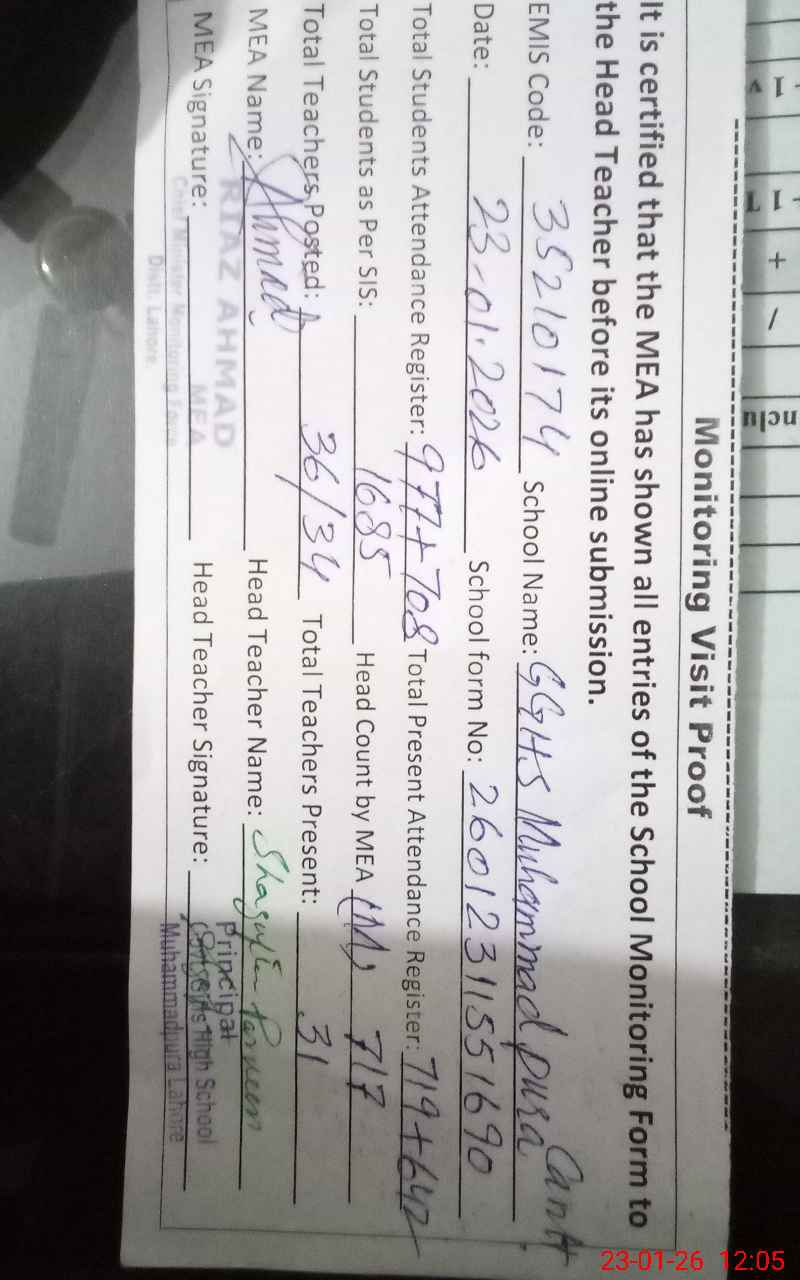 Monitoring Visit Proof
It is certified that the MEA has shown all entries of the School Monitoring Form to
the Head Teacher before its online submission.
EMIS Code: 35210174 School Name: GGHS Muhammad pura Cantt
Date: 23-01-2026 School form No: 26012311551690
Total Students Attendance Register: 977+708 Total Present Attendance Register: 719+642
Total Students as Per SIS: 1685 Head Count by MEA (M) 717
Total Teachers Posted: 36/34 Total Teachers Present: 31
MEA Name: Ahmad Head Teacher Name: Shagufta Parveen
RIAZ AHMAD
MEA
MEA Signature: Head Teacher Signature:
Chief Minister Monitoring Force
Distt. Lahore.
Principal
High School
Muhammadpura Lahore
23-01-26 12:05